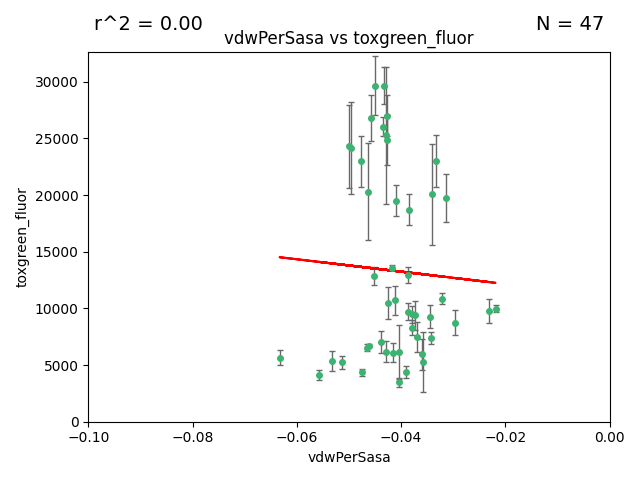 r^2 = 0.00
N = 47
vdwPerSasa vs toxgreen_fluor
30000
25000
20000
15000
10000
5000
0
toxgreen_fluor
−0.10
−0.08
−0.06
−0.04
−0.02
0.00
vdwPerSasa